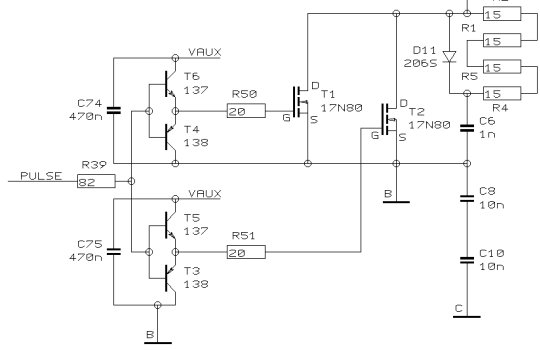 15
R1
VAUX
15
D11
206S
T6
137
R5
15
D
R50
T1
17N80
15
R4
C74
470n
20
D
T2
17N80
C6
1n
T4
138
G
S
G
S
R39
PULSE
82
VAUX
B
C8
10n
T5
137
R51
C75
470n
20
T3
138
C10
10n
C
B